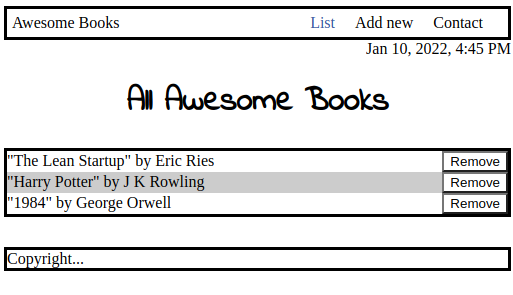 Awesome Books List Add new Contact
Jan 10, 2022, 4:45 PM
All Awesome Books
"The Lean Startup" by Eric Ries Remove
"Harry Potter" by J K Rowling Remove
"1984" by George Orwell Remove
Copyright...